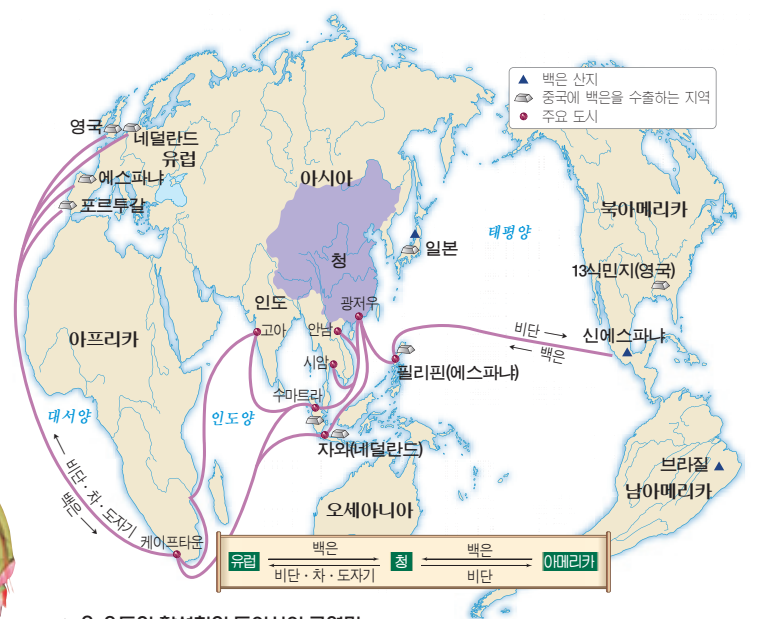 백은 산지
중국에 백은을 수출하는 지역
주요 도시
영국
네덜란드
유럽
에스파냐
포르투갈
아시아
청
일본
태평양
북아메리카
13식민지(영국)
인도
광저우
고아
안남
시암
아프리카
수마트라
필리핀(에스파냐)
비단
백은
신에스파냐
대서양
인도양
자와(네덜란드)
브라질
남아메리카
오세아니아
비단·차·도자기
백은
케이프타운
유럽 백은 청 백은 아메리카
비단·차·도자기 비단